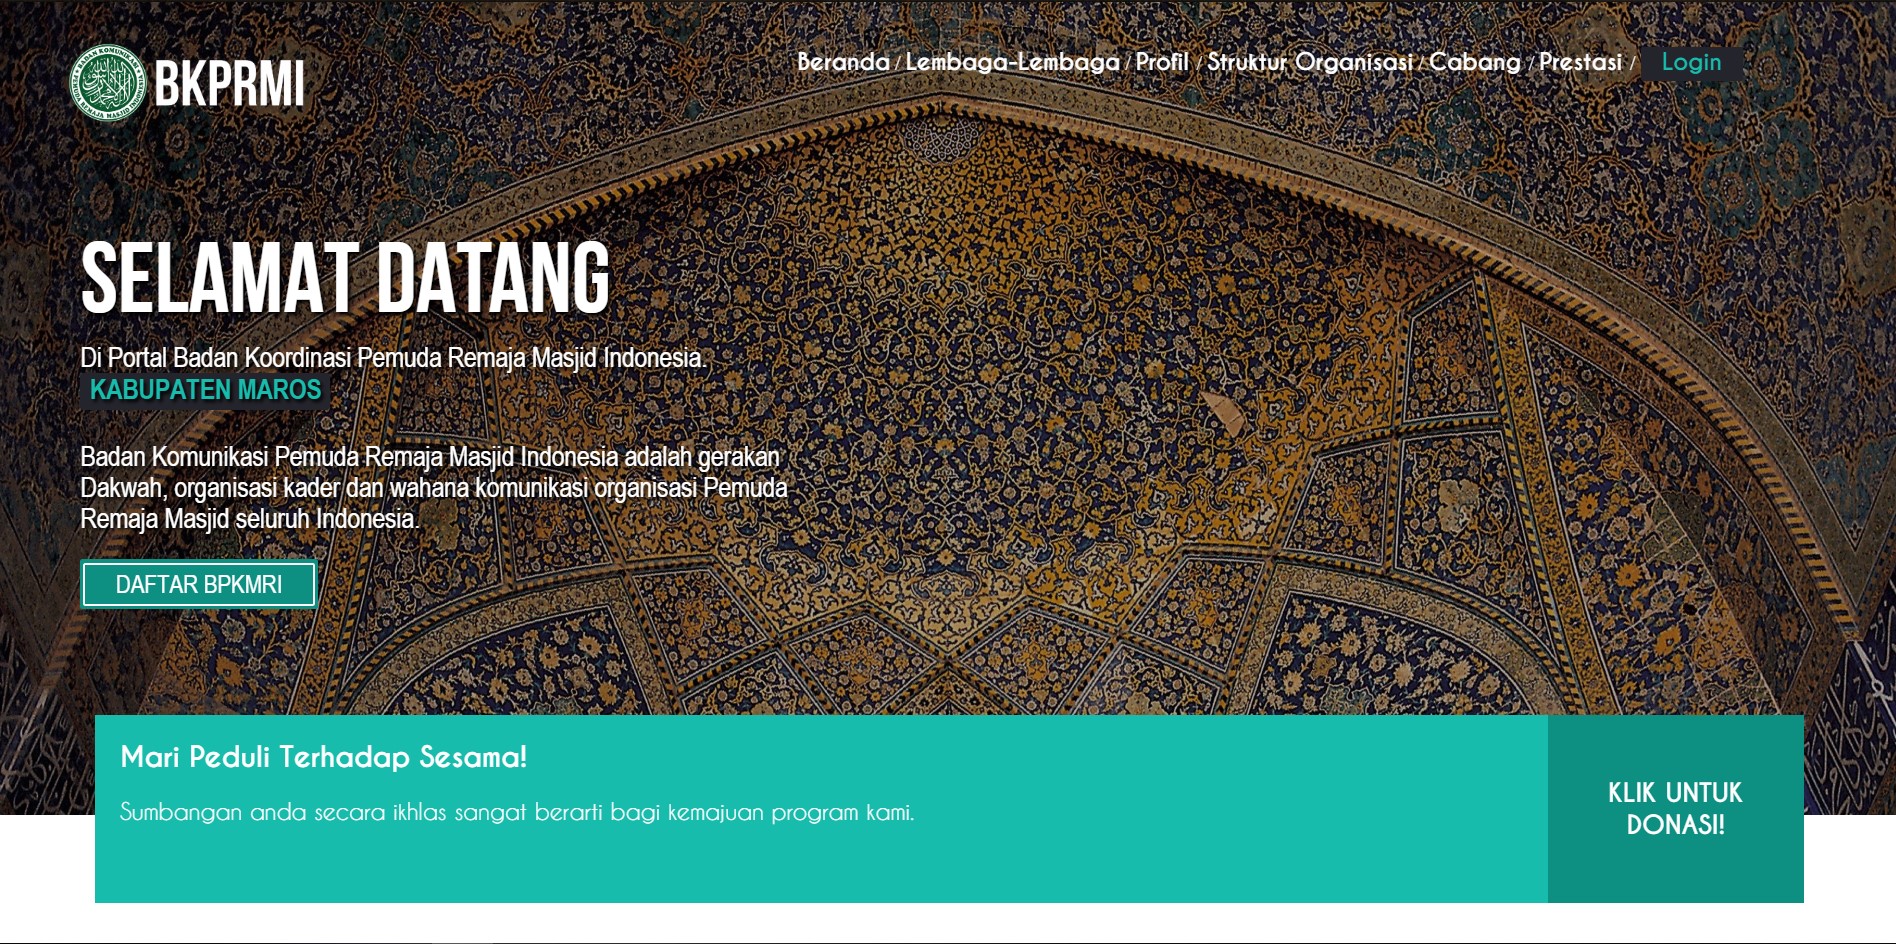 BKPRMI
Beranda / Lembaga-Lembaga / Profil / Struktur Organisasi / Cabang / Prestasi / Login
SELAMAT DATANG
Di Portal Badan Koordinasi Pemuda Remaja Masjid Indonesia.
KABUPATEN MAROS
Badan Komunikasi Pemuda Remaja Masjid Indonesia adalah gerakan
Dakwah, organisasi kader dan wahana komunikasi organisasi Pemuda
Remaja Masjid seluruh Indonesia.
DAFTAR BPKMRI
Mari Peduli Terhadap Sesama!
Sumbangan anda secara ikhlas sangat berarti bagi kemajuan program kami.
KLIK UNTUK
DONASI!